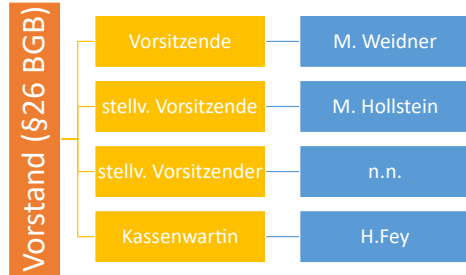 Vorstand (§26 BGB)
Vorsitzende
M. Weidner
stellv. Vorsitzende
M. Hollstein
stellv. Vorsitzender
n.n.
Kassenwartin
H.Fey